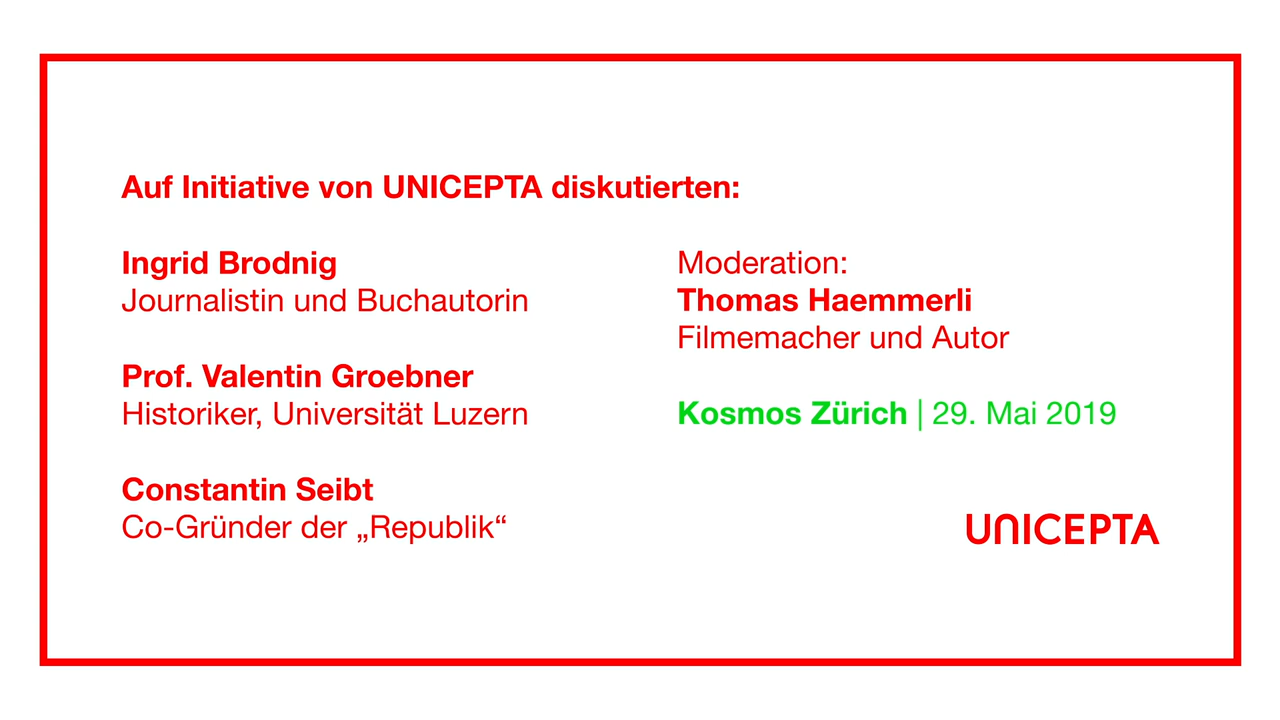 Auf Initiative von UNICEPTA diskutierten:
Ingrid Brodnig
Journalistin und Buchautorin
Prof. Valentin Groebner
Historiker, Universität Luzern
Constantin Seibt
Co-Gründer der „Republik“
Moderation:
Thomas Haemmerli
Filmemacher und Autor
Kosmos Zürich | 29. Mai 2019
UNICEPTA